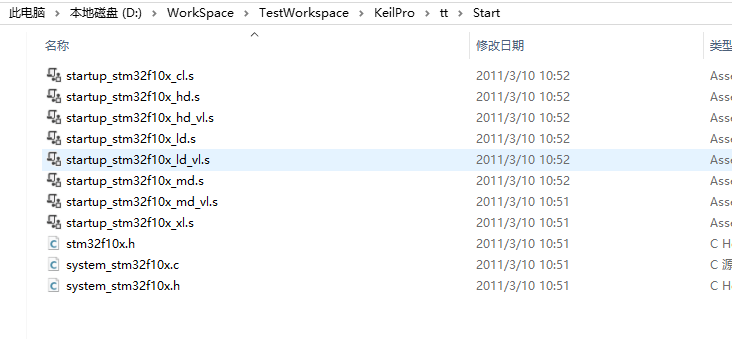 此电脑 > 本地磁盘 (D:) > WorkSpace > TestWorkspace > KeilPro > tt > Start
名称 修改日期 类型
startup_stm32f10x_cl.s 2011/3/10 10:52 Asse
startup_stm32f10x_hd.s 2011/3/10 10:52 Asse
startup_stm32f10x_hd_vl.s 2011/3/10 10:52 Asse
startup_stm32f10x_ld.s 2011/3/10 10:52 Asse
startup_stm32f10x_ld_vl.s 2011/3/10 10:52 Asse
startup_stm32f10x_md.s 2011/3/10 10:52 Asse
startup_stm32f10x_md_vl.s 2011/3/10 10:51 Asse
startup_stm32f10x_xl.s 2011/3/10 10:51 Asse
stm32f10x.h 2011/3/10 10:51 C He
system_stm32f10x.c 2011/3/10 10:51 C 源
system_stm32f10x.h 2011/3/10 10:51 C He